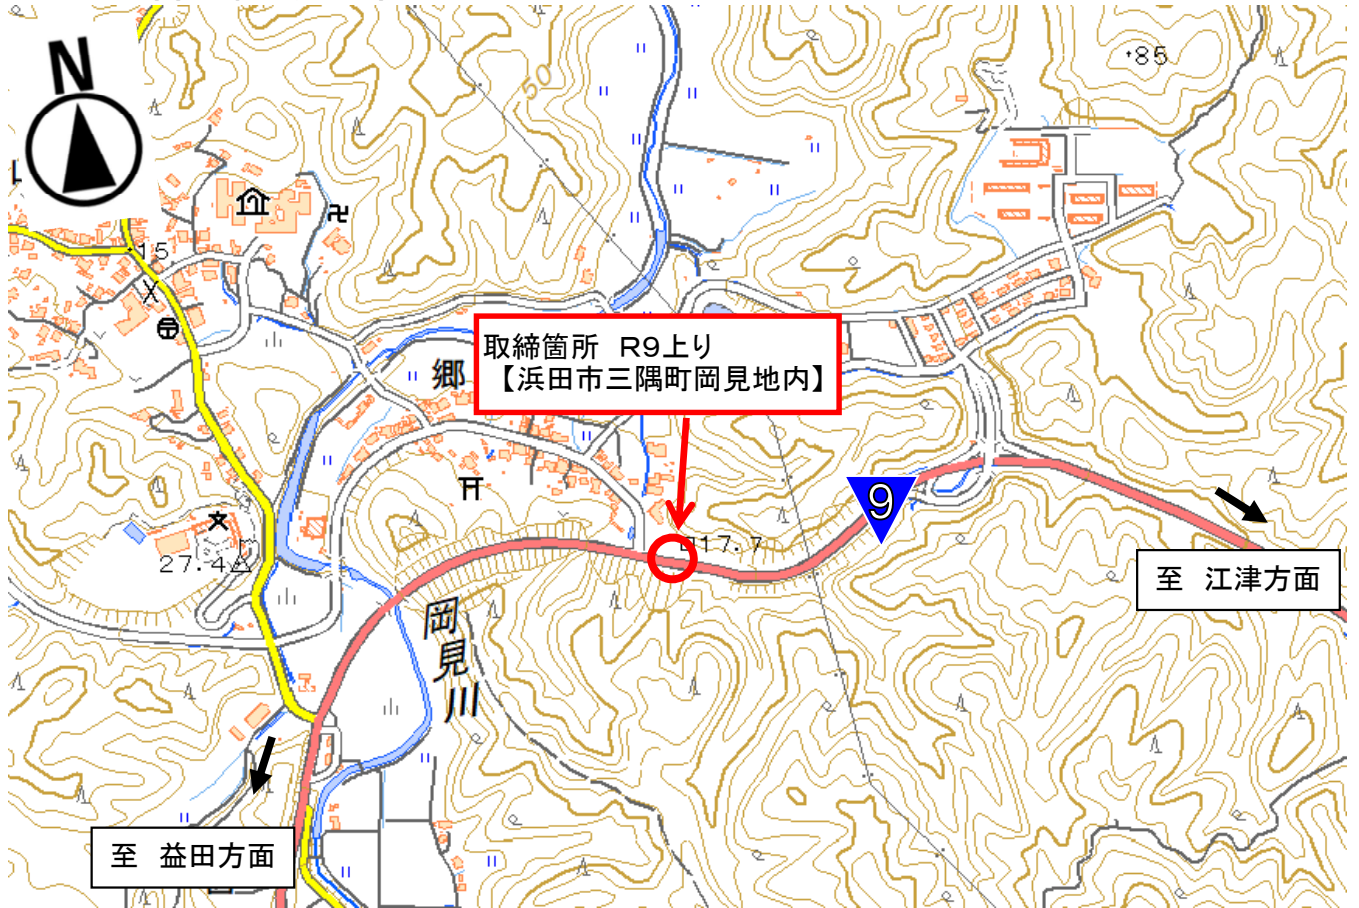 N
50
・85
15
取締箇所 R9上り
【浜田市三隅町岡見地内】
郷
9
17.7
27.4
至 江津方面
岡見川
至 益田方面